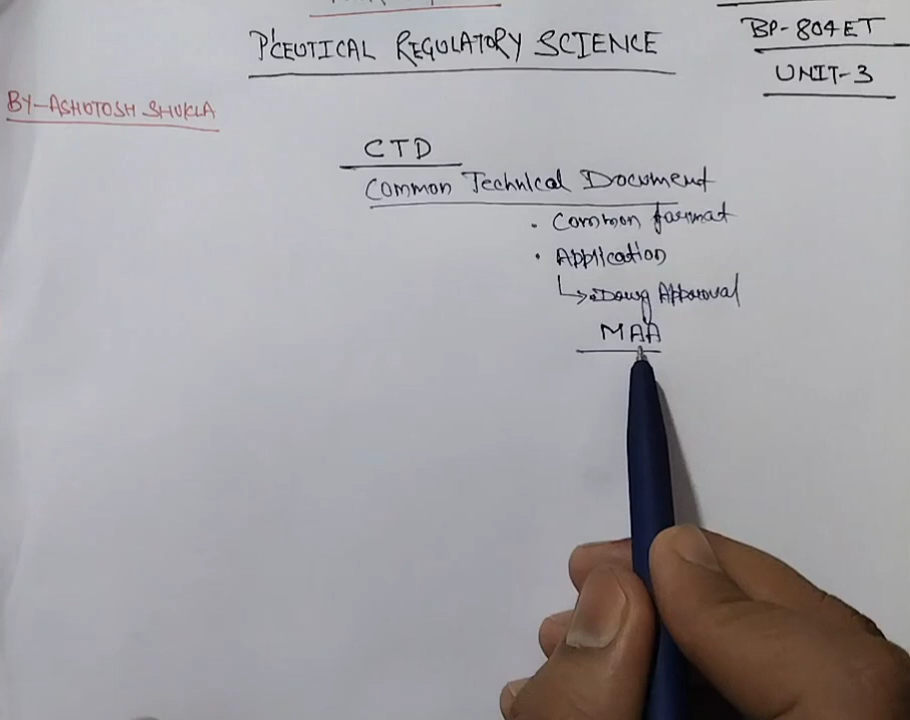 P'CEUTICAL REGULATORY SCIENCE
BP-804ET
UNIT-3
BY-ASHUTOSH SHUKLA
CTD
Common Technical Document
• Common format
• Application
↳ Drug Approval
MAA